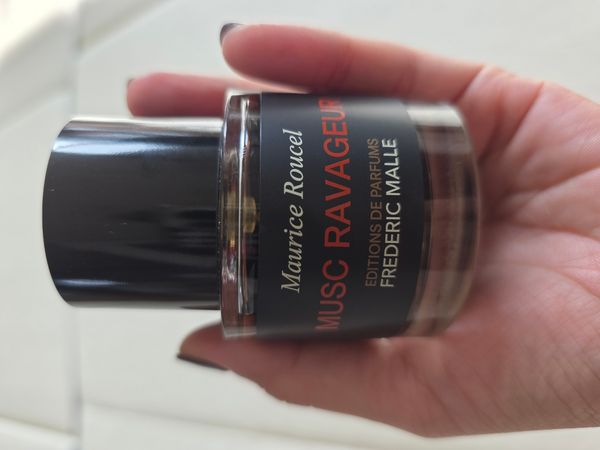 Maurice Roucel
MUSC RAVAGEUR
EDITIONS DE PARFUMS
FREDERIC MALLE